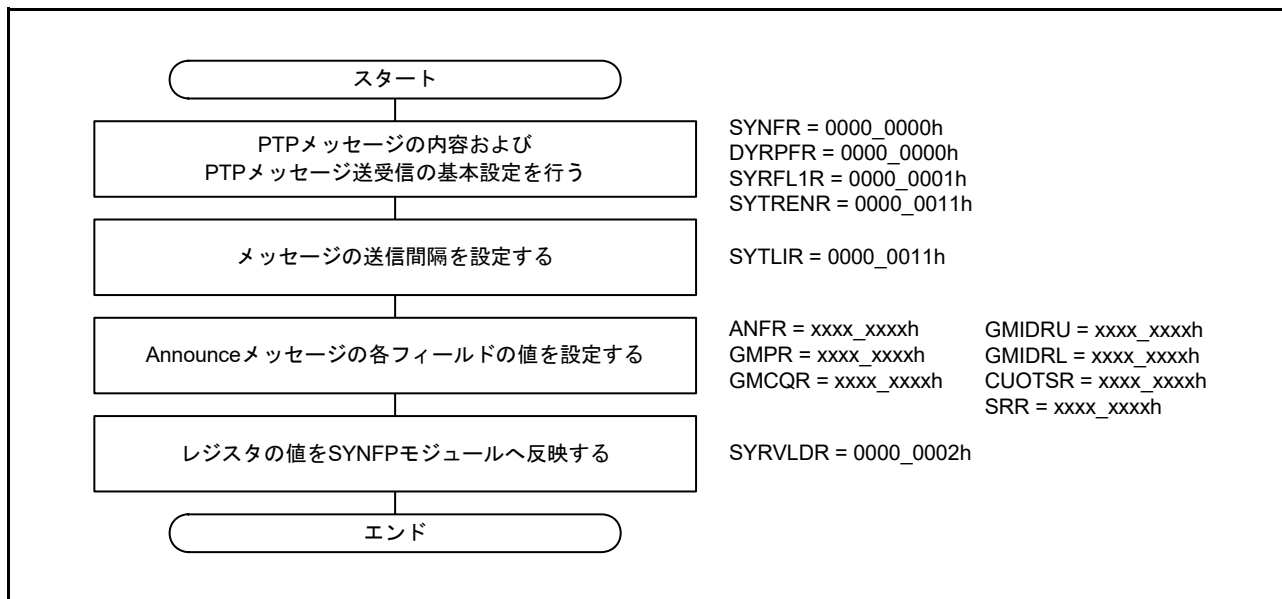 スタート
PTPメッセージの内容および
PTPメッセージ送受信の基本設定を行う
SYNFR = 0000_0000h
DYRPFR = 0000_0000h
SYRFL1R = 0000_0001h
SYTRENR = 0000_0011h
メッセージの送信間隔を設定する
SYTLIR = 0000_0011h
Announceメッセージの各フィールドの値を設定する
ANFR = xxxx_xxxxh
GMPR = xxxx_xxxxh
GMCQR = xxxx_xxxxh
GMIDRU = xxxx_xxxxh
GMIDRL = xxxx_xxxxh
CUOTSR = xxxx_xxxxh
SRR = xxxx_xxxxh
レジスタの値をSYNFPモジュールへ反映する
SYRVLDR = 0000_0002h
エンド